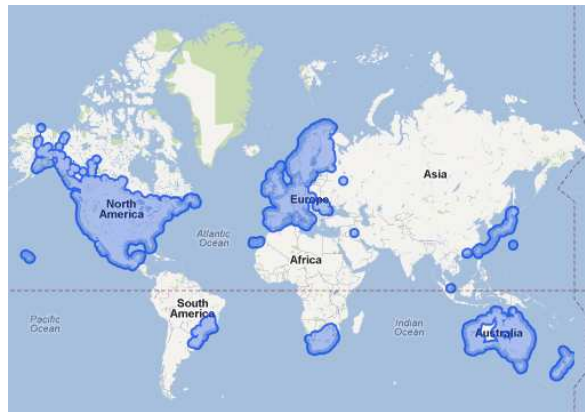 Asia
North
America
Europe
Atlantic
Ocean
Africa
South
America
Pacific
Ocean
Indian
Ocean
Australia